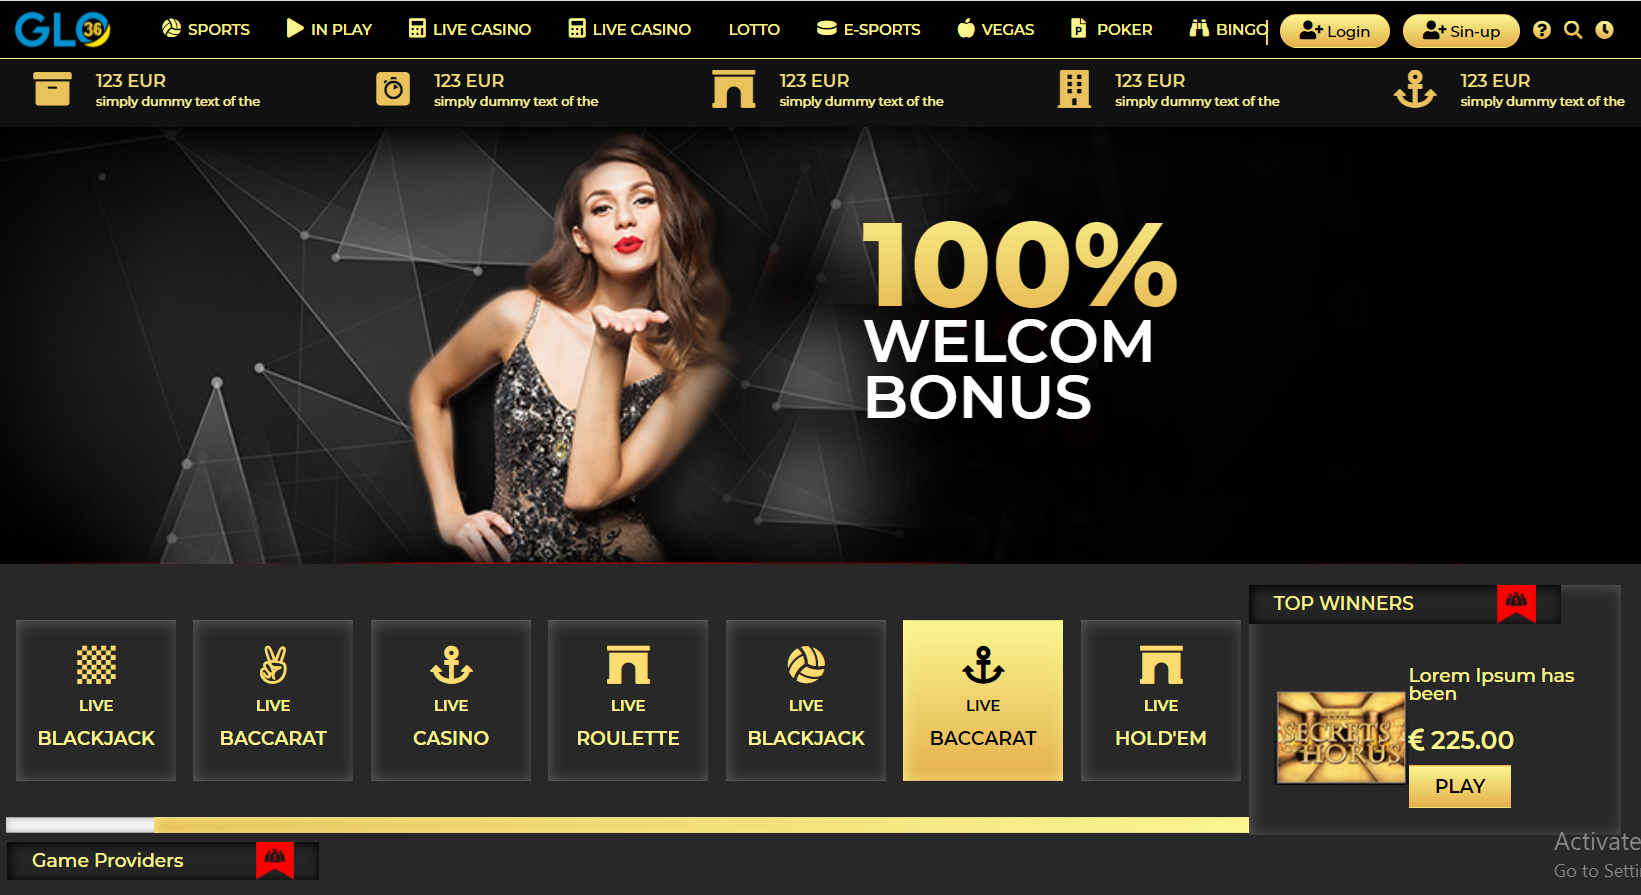 GLO 36
SPORTS
IN PLAY
LIVE CASINO
LIVE CASINO
LOTTO
E-SPORTS
VEGAS
POKER
BINGO
Login
Sin-up
123 EUR
simply dummy text of the
123 EUR
simply dummy text of the
123 EUR
simply dummy text of the
123 EUR
simply dummy text of the
123 EUR
simply dummy text of the
100%
WELCOM
BONUS
LIVE
BLACKJACK
LIVE
BACCARAT
LIVE
CASINO
LIVE
ROULETTE
LIVE
BLACKJACK
LIVE
BACCARAT
LIVE
HOLD'EM
TOP WINNERS
SECRETS
OF HORUS
Lorem Ipsum has
been
€ 225.00
PLAY
Game Providers
Activate
Go to Setti